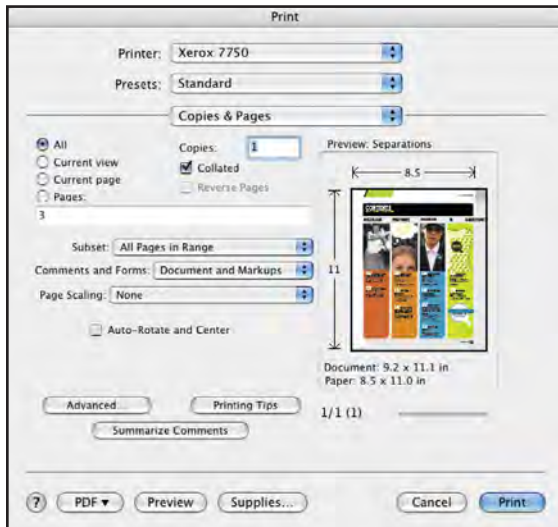 Print
Printer: Xerox 7750
Presets: Standard
Copies & Pages
All
Current view
Current page
Pages:
3
Copies: 1
Collated
Reverse Pages
Subset: All Pages in Range
Comments and Forms: Document and Markups
Page Scaling: None
Auto-Rotate and Center
Advanced...
Printing Tips
Summarize Comments
Preview: Separations
8.5
11
Document: 9.2 x 11.1 in
Paper: 8.5 x 11.0 in
1/1 (1)
? PDF ▼ Preview Supplies... Cancel Print